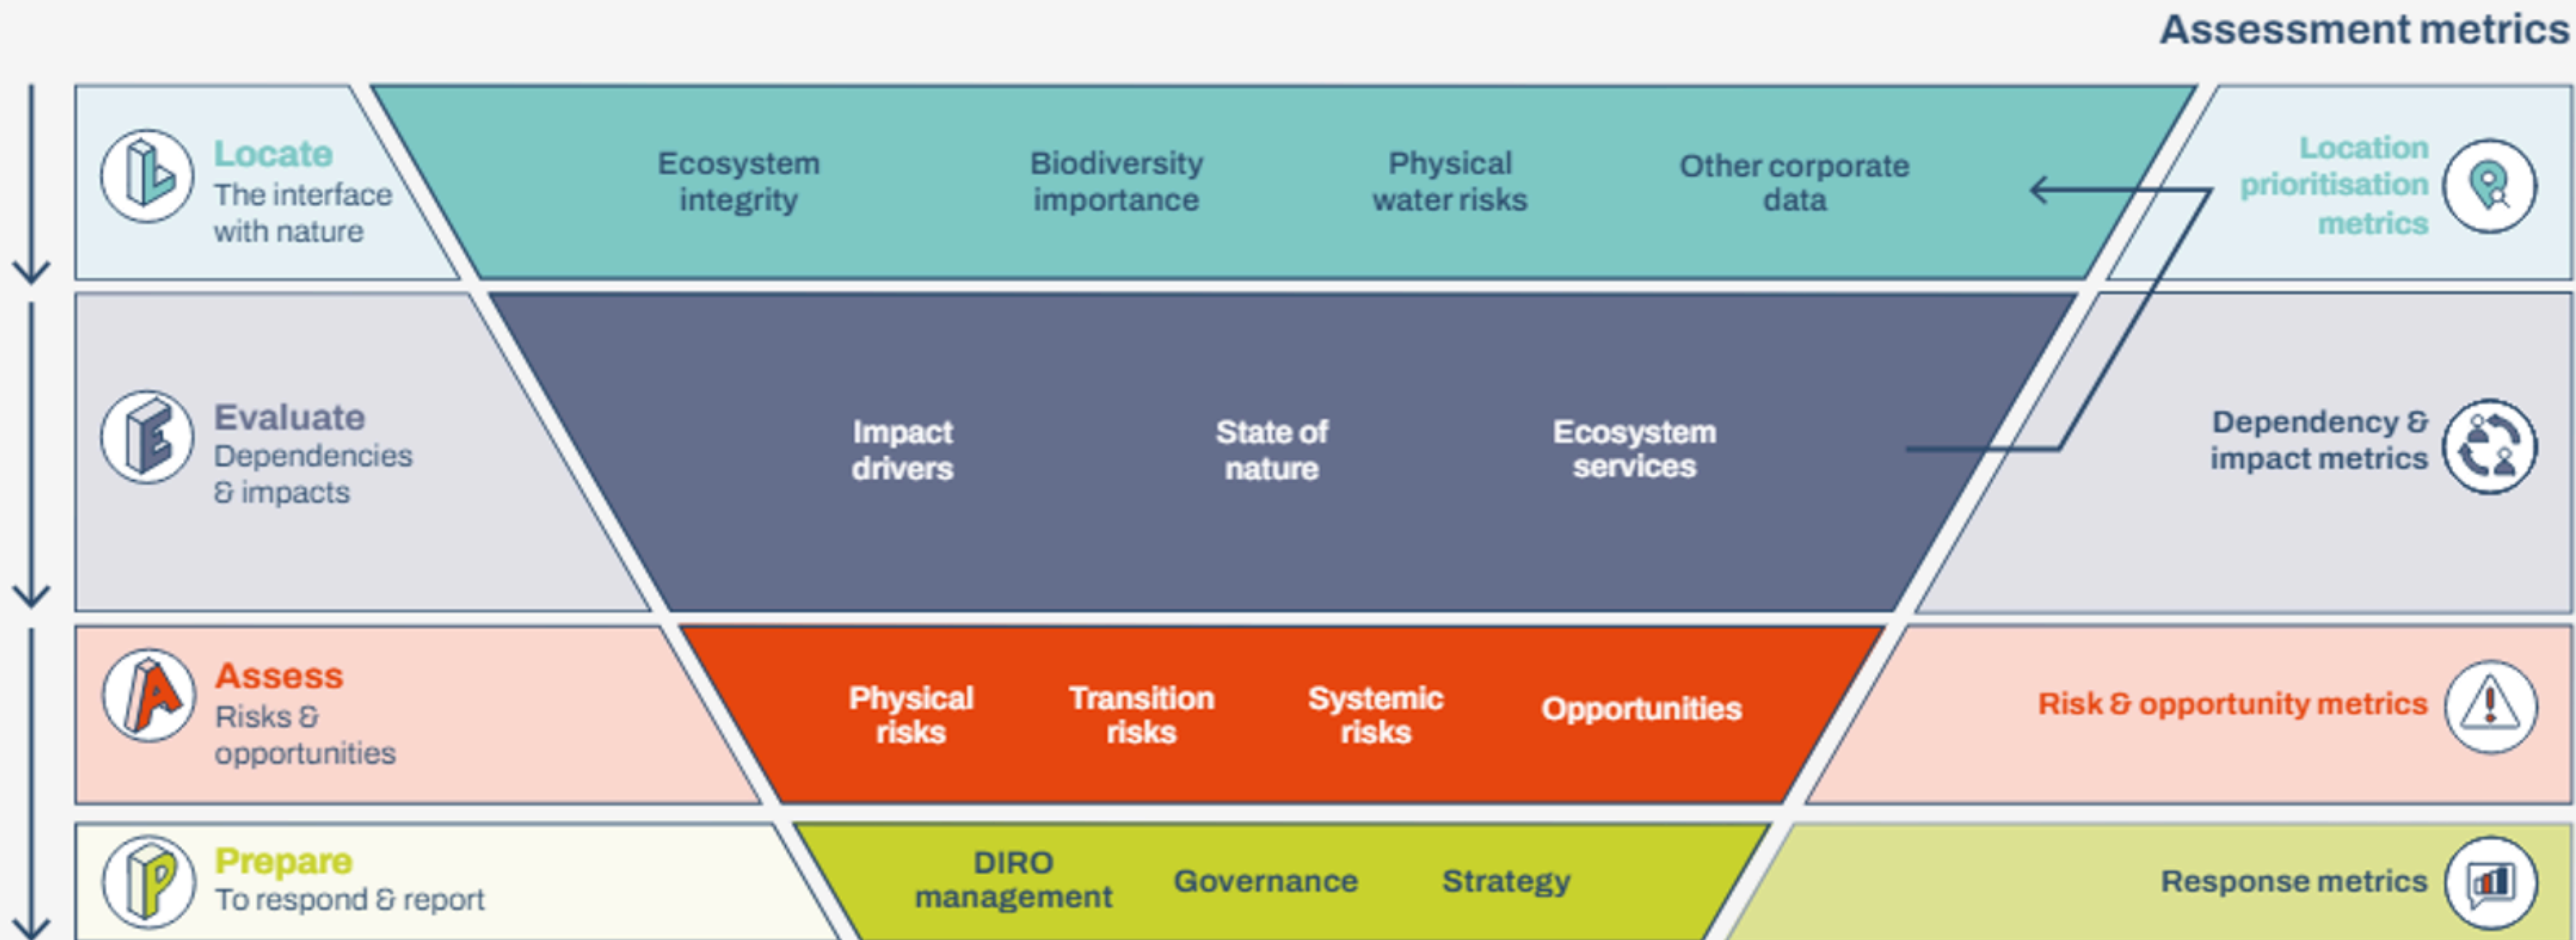 Assessment metrics
Locate
The interface
with nature
Ecosystem
integrity
Biodiversity
importance
Physical
water risks
Other corporate
data
Location
prioritisation
metrics
Evaluate
Dependencies
& impacts
Impact
drivers
State of
nature
Ecosystem
services
Dependency &
impact metrics
Assess
Risks &
opportunities
Physical
risks
Transition
risks
Systemic
risks
Opportunities
Risk & opportunity metrics
Prepare
To respond & report
DIRO
management
Governance
Strategy
Response metrics